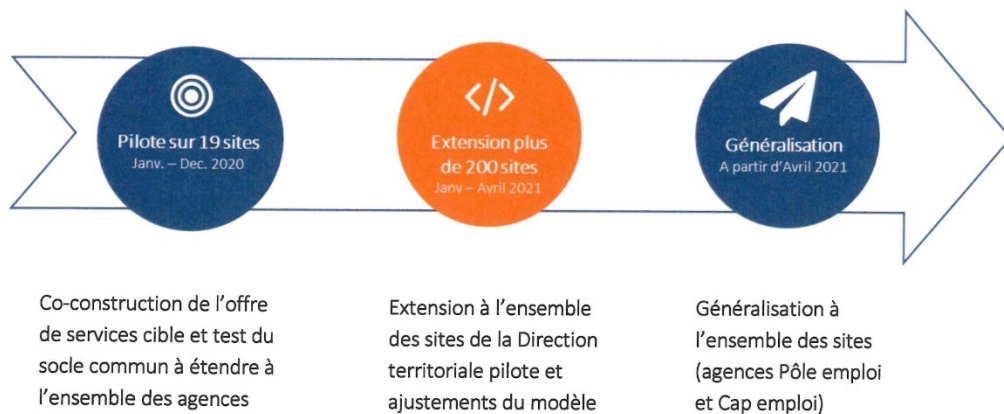 Pilote sur 19 sites
Janv. – Dec. 2020
</>
Extension plus
de 200 sites
Janv – Avril 2021
Généralisation
A partir d'Avril 2021
Co-construction de l'offre
de services cible et test du
socle commun à étendre à
l'ensemble des agences
Extension à l'ensemble
des sites de la Direction
territoriale pilote et
ajustements du modèle
Généralisation à
l'ensemble des sites
(agences Pôle emploi
et Cap emploi)